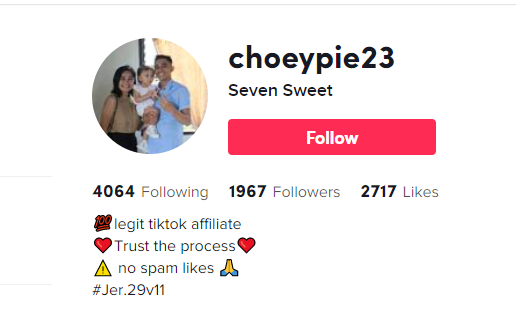 choeypie23
Seven Sweet
Follow
4064 Following 1967 Followers 2717 Likes
💯legit tiktok affiliate
❤️Trust the process❤️
⚠️ no spam likes 🙏
#Jer.29v11